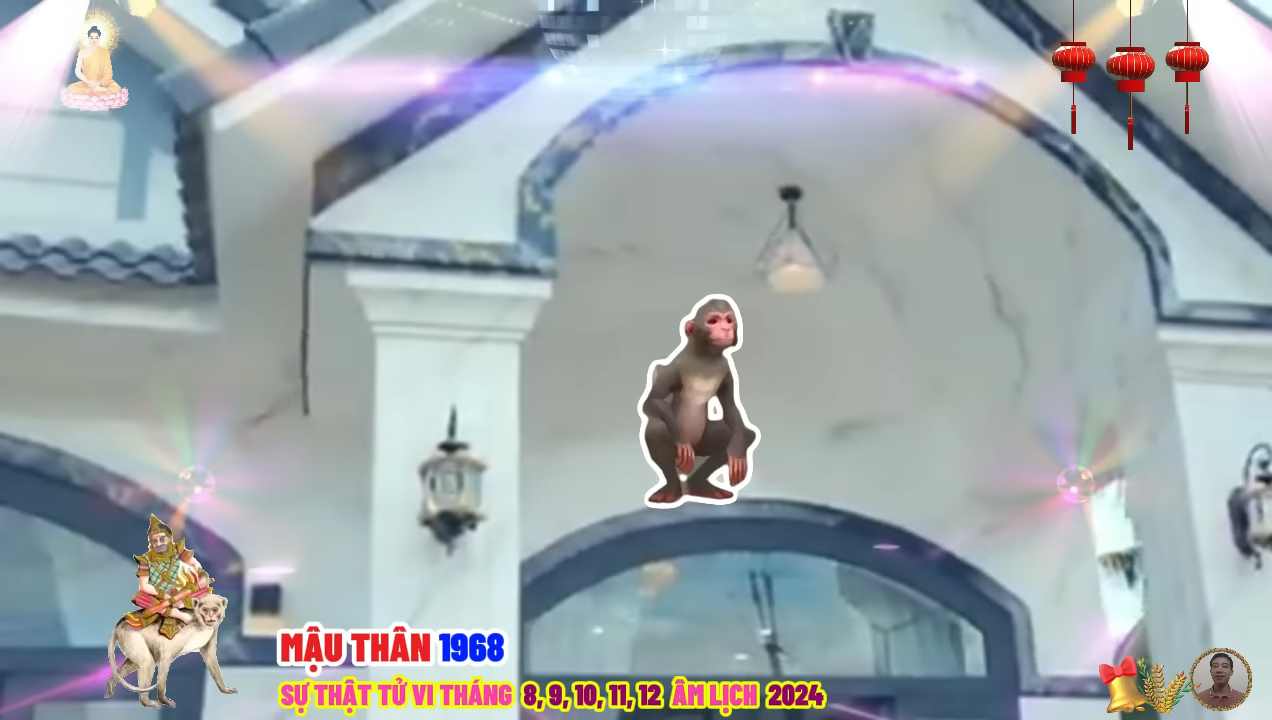 MẬU THÂN 1968
SỰ THẬT TỬ VI THÁNG 8, 9, 10, 11, 12 ÂM LỊCH 2024